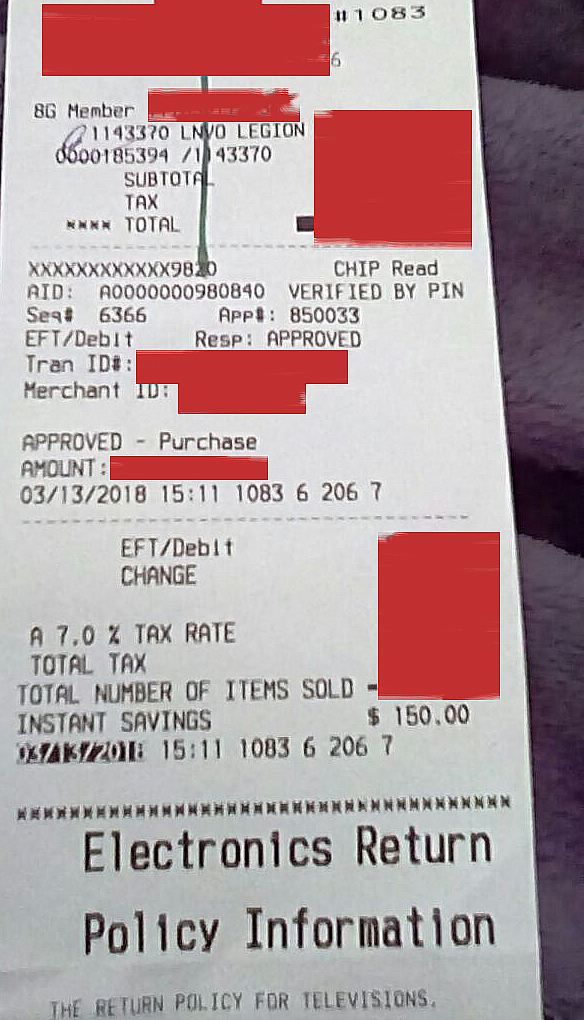 #1083
6
8G Member
1143370 LNVO LEGION
0000185394 /1143370
SUBTOTAL
TAX
**** TOTAL
XXXXXXXXXXXX9820 CHIP Read
AID: A0000000980840 VERIFIED BY PIN
Seq# 6366 App#: 850033
EFT/Debit Resp: APPROVED
Tran ID#:
Merchant ID:
APPROVED - Purchase
AMOUNT:
03/13/2018 15:11 1083 6 206 7
EFT/Debit
CHANGE
A 7.0 % TAX RATE
TOTAL TAX
TOTAL NUMBER OF ITEMS SOLD -
INSTANT SAVINGS $ 150.00
03/13/2018 15:11 1083 6 206 7
Electronics Return
Policy Information
THE RETURN POLICY FOR TELEVISIONS,